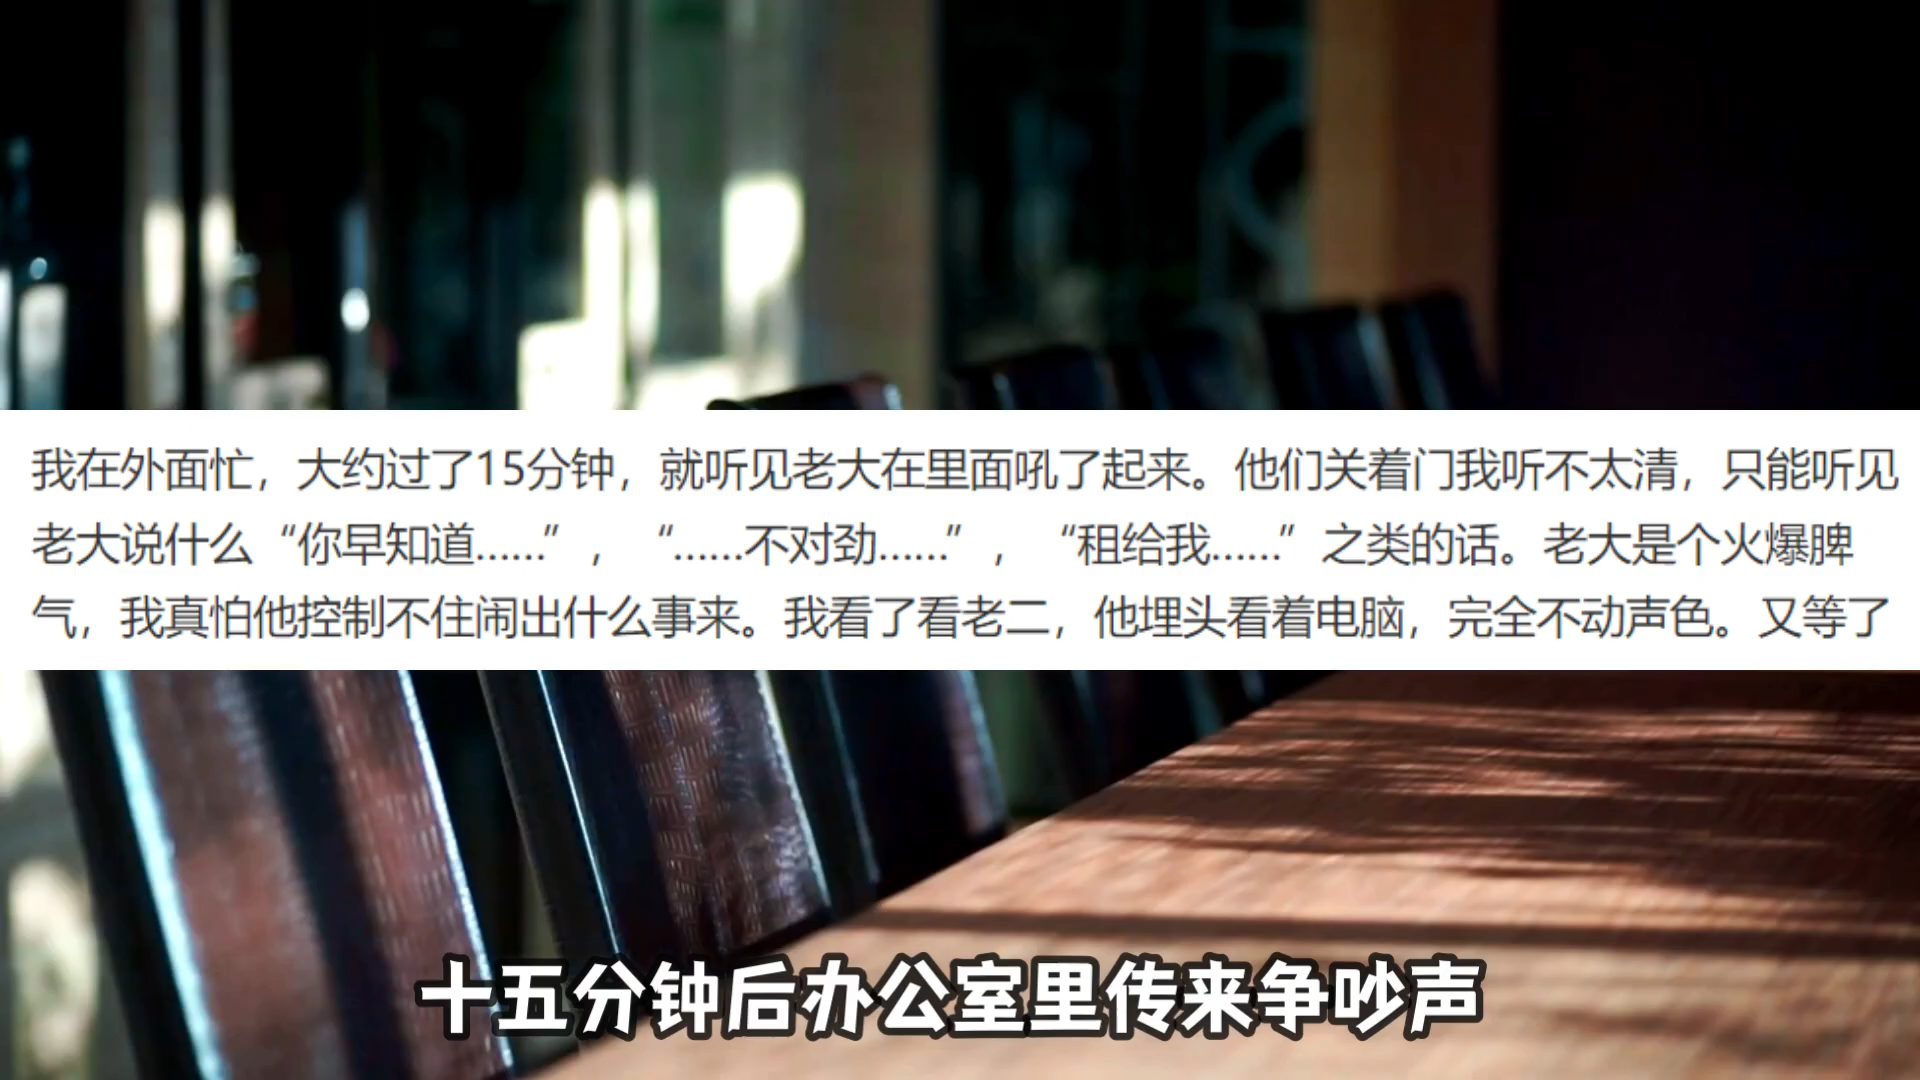 我在外面忙，大约过了15分钟，就听见老大在里面吼了起来。他们关着门我听不太清，只能听见
老大说什么“你早知道……”，“……不对劲……”，“租给我……”之类的话。老大是个火爆脾
气，我真怕他控制不住闹出什么事来。我看了看老二，他埋头看着电脑，完全不动声色。又等了
十五分钟后办公室里传来争吵声